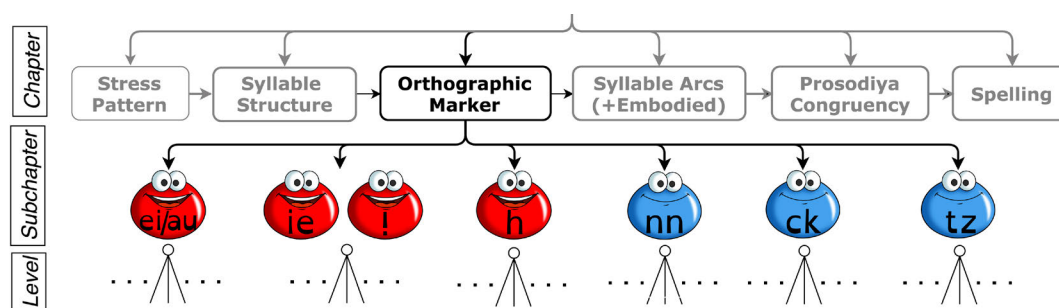 Chapter
Stress
Pattern
Syllable
Structure
Orthographic
Marker
Syllable Arcs
(+Embodied)
Prosodiya
Congruency
Spelling
Subchapter
ei/au
ie
!
h
nn
ck
tz
Level
...
...
...
...
...
...
...
...
...
...